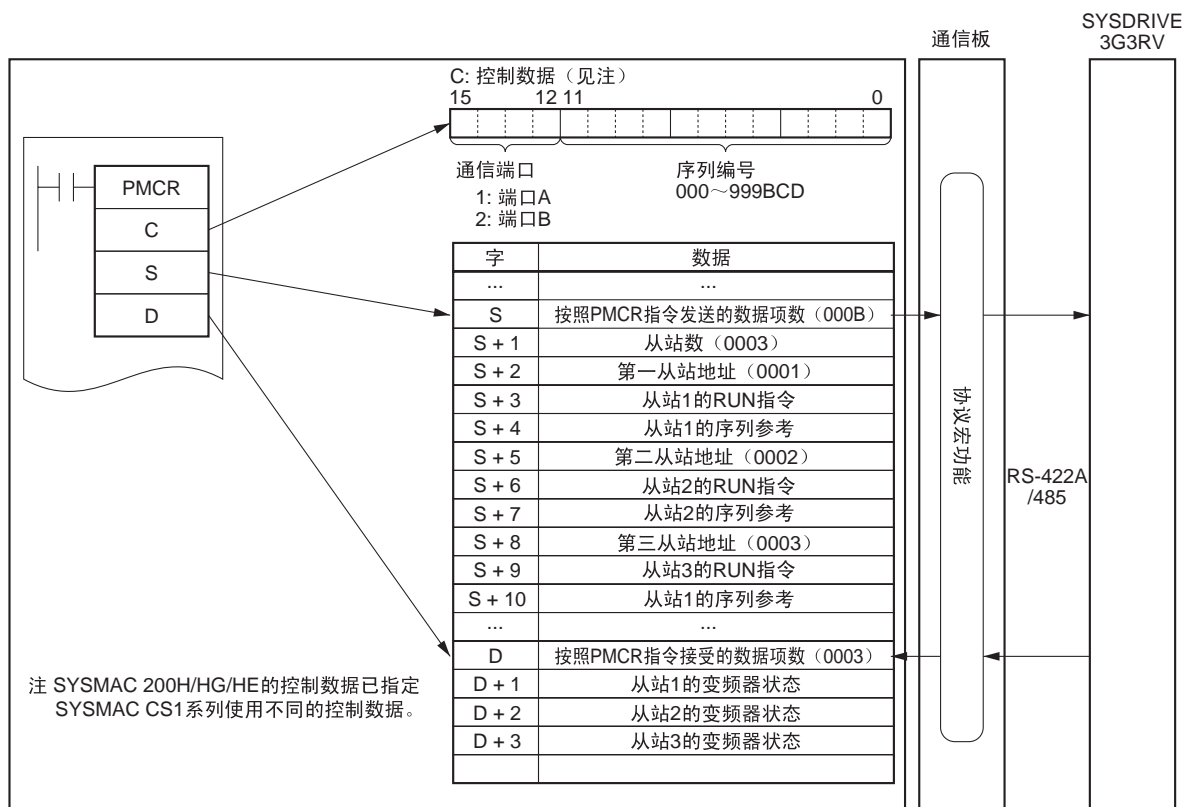 通信板
SYSDRIVE
3G3RV
C: 控制数据（见注）
15 12 11 0
通信端口
1: 端口A
2: 端口B
序列编号
000～999BCD
PMCR
C
S
D
字 数据
... ...
S 按照PMCR指令发送的数据项数（000B）
S + 1 从站数（0003）
S + 2 第一从站地址（0001）
S + 3 从站1的RUN指令
S + 4 从站1的序列参考
S + 5 第二从站地址（0002）
S + 6 从站2的RUN指令
S + 7 从站2的序列参考
S + 8 第三从站地址（0003）
S + 9 从站3的RUN指令
S + 10 从站1的序列参考
... ...
D 按照PMCR指令接受的数据项数（0003）
D + 1 从站1的变频器状态
D + 2 从站2的变频器状态
D + 3 从站3的变频器状态
协议宏功能
RS-422A
/485
注 SYSMAC 200H/HG/HE的控制数据已指定
SYSMAC CS1系列使用不同的控制数据。